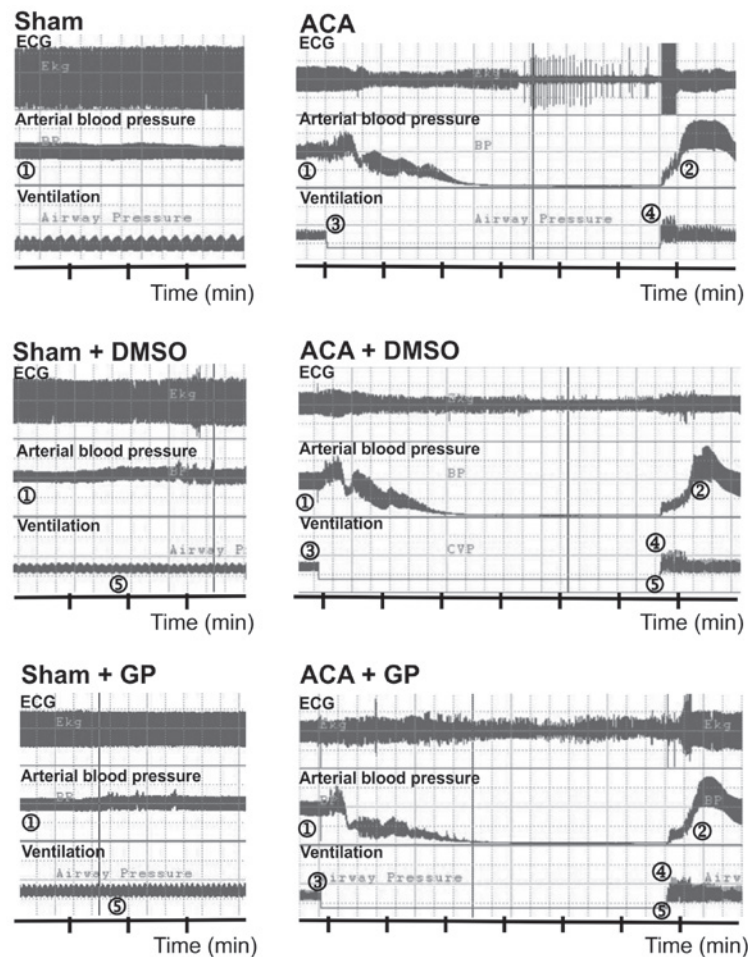 Sham
ECG
Ekg
Arterial blood pressure
BP
①
Ventilation
Airway Pressure
Time (min)
ACA
ECG
Ekg
Arterial blood pressure
BP
① ②
Ventilation
Airway Pressure
③ ④
Time (min)
Sham + DMSO
ECG
Ekg
Arterial blood pressure
BP
①
Ventilation
Airway P
⑤
Time (min)
ACA + DMSO
ECG
Ekg
Arterial blood pressure
BP
① ②
Ventilation
③ CVP ④
⑤
Time (min)
Sham + GP
ECG
Ekg
Arterial blood pressure
BP
①
Ventilation
Airway Pressure
⑤
Time (min)
ACA + GP
ECG
Ekg Ekg
Arterial blood pressure
BP BP
① ②
Ventilation
③ Airway Pressure ④ Airw
⑤
Time (min)